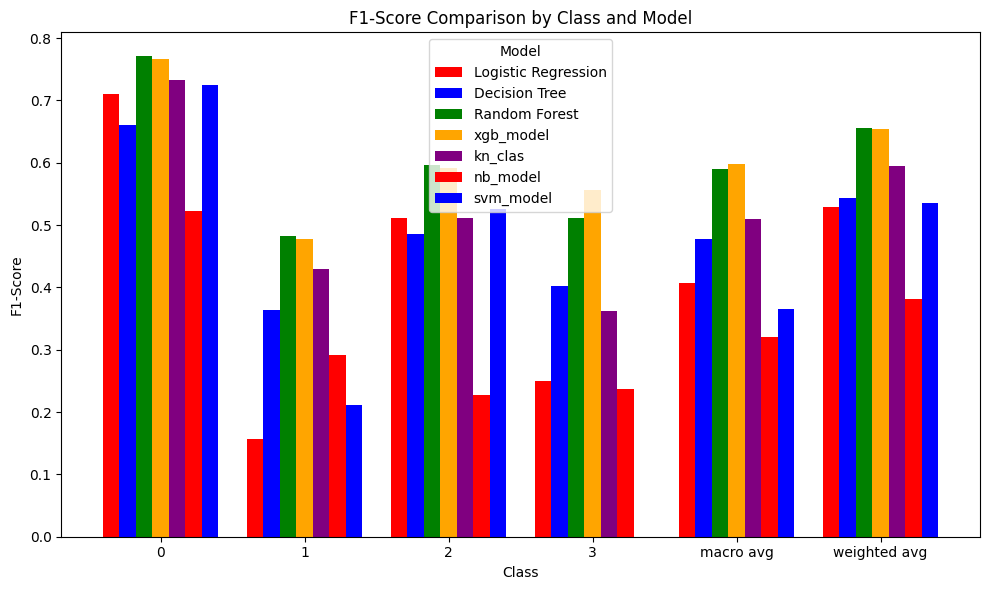 F1-Score Comparison by Class and Model
Model
Logistic Regression
Decision Tree
Random Forest
xgb_model
kn_clas
nb_model
svm_model
F1-Score
0.8
0.7
0.6
0.5
0.4
0.3
0.2
0.1
0.0
0 1 2 3 macro avg weighted avg
Class